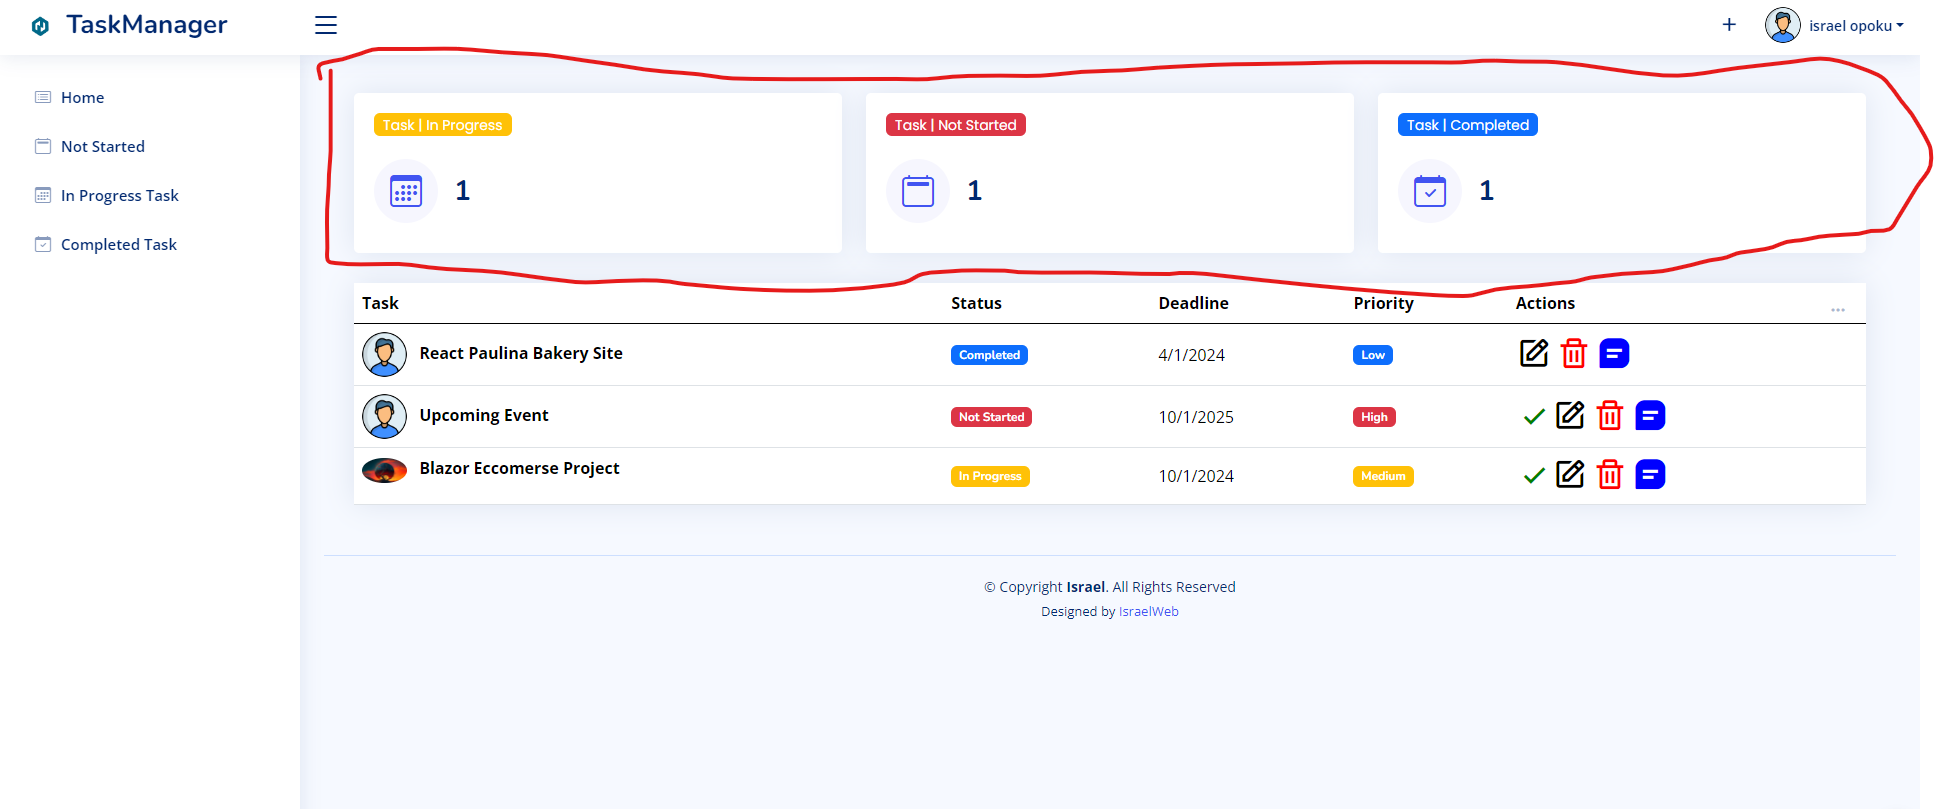 TaskManager
+ israel opoku
Home
Not Started
In Progress Task
Completed Task
Task | In Progress
1
Task | Not Started
1
Task | Completed
1
Task Status Deadline Priority Actions ...
React Paulina Bakery Site Completed 4/1/2024 Low
Upcoming Event Not Started 10/1/2025 High
Blazor Eccomerse Project In Progress 10/1/2024 Medium
© Copyright Israel. All Rights Reserved
Designed by IsraelWeb